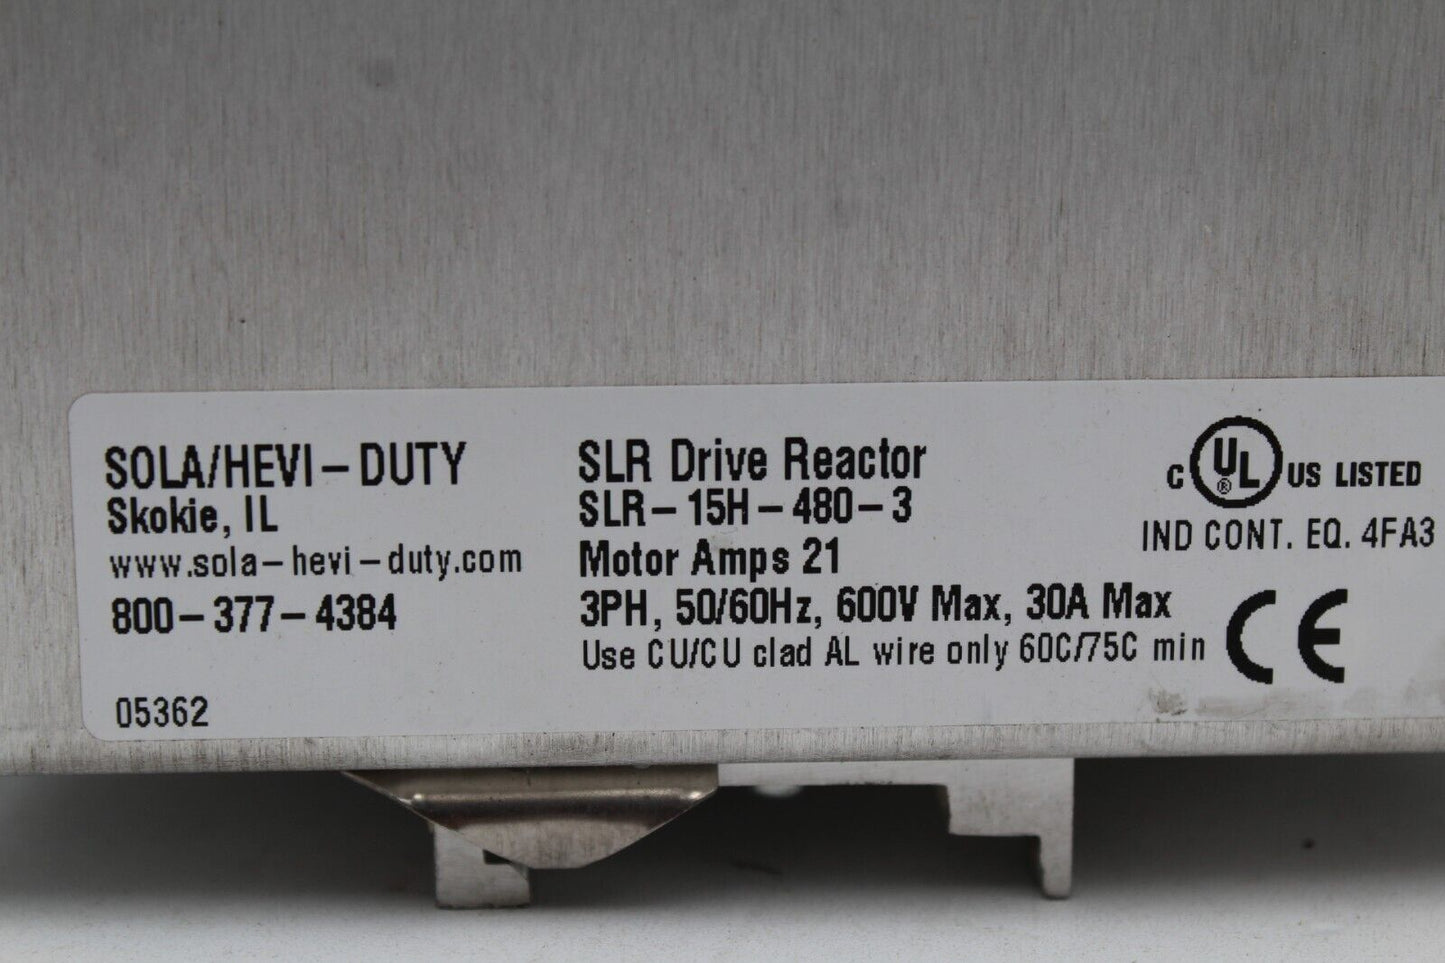 SOLA/HEVI-DUTY
Skokie, IL
www.sola-hevi-duty.com
800-377-4384
05362
SLR Drive Reactor
SLR-15H-480-3
Motor Amps 21
3PH, 50/60Hz, 600V Max, 30A Max
Use CU/CU clad AL wire only 60C/75C min
C UL ® US LISTED
IND CONT. EQ. 4FA3
CE